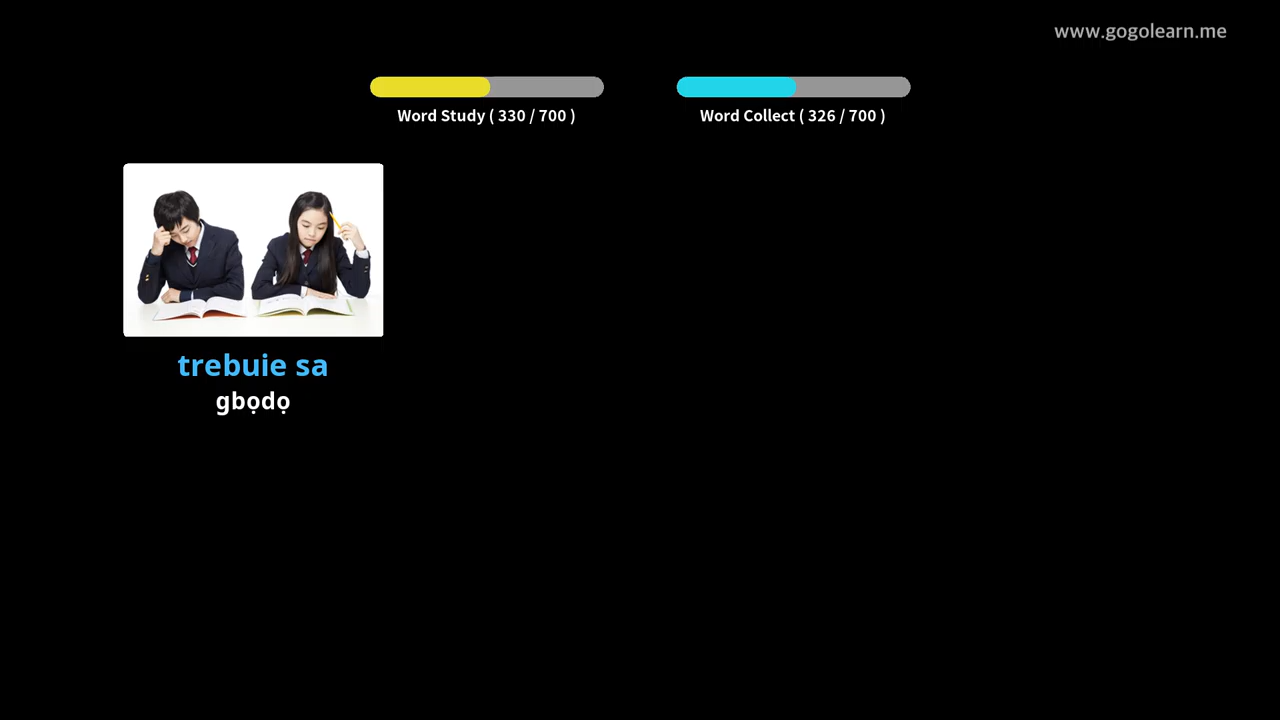 www.gogolearn.me
Word Study ( 330 / 700 )
Word Collect ( 326 / 700 )
trebuie sa
gbọdọ